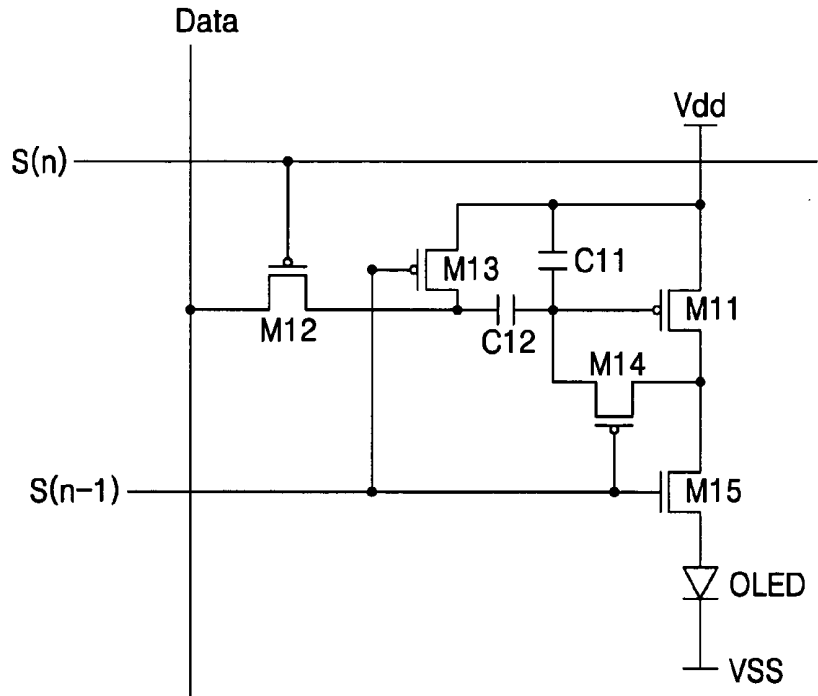 Data
Vdd
S(n)
M13
C11
M11
M12
C12
M14
S(n-1)
M15
OLED
VSS